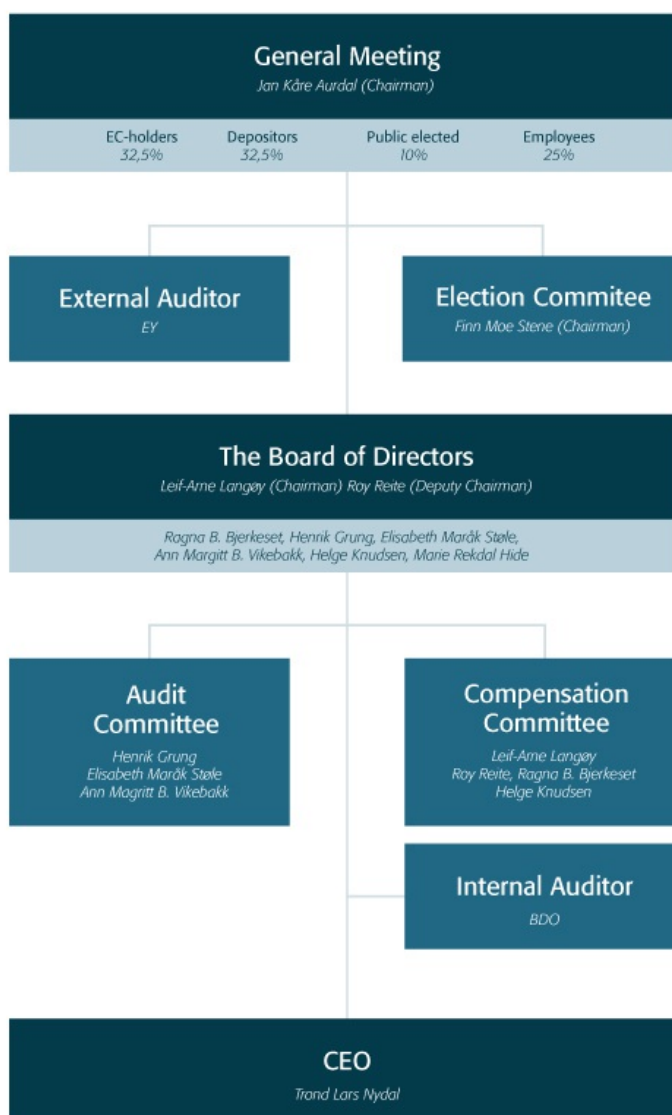 General Meeting
Jan Kåre Aurdal (Chairman)
EC-holders Depositors Public elected Employees
32,5% 32,5% 10% 25%
External Auditor
EY
Election Commitee
Finn Moe Stene (Chairman)
The Board of Directors
Leif-Arne Langøy (Chairman) Roy Reite (Deputy Chairman)
Ragna B. Bjerkeset, Henrik Grung, Elisabeth Maråk Støle,
Ann Margitt B. Vikebakk, Helge Knudsen, Marie Rekdal Hide
Audit
Committee
Henrik Grung
Elisabeth Maråk Støle
Ann Magritt B. Vikebakk
Compensation
Committee
Leif-Arne Langøy
Roy Reite, Ragna B. Bjerkeset
Helge Knudsen
Internal Auditor
BDO
CEO
Trond Lars Nydal